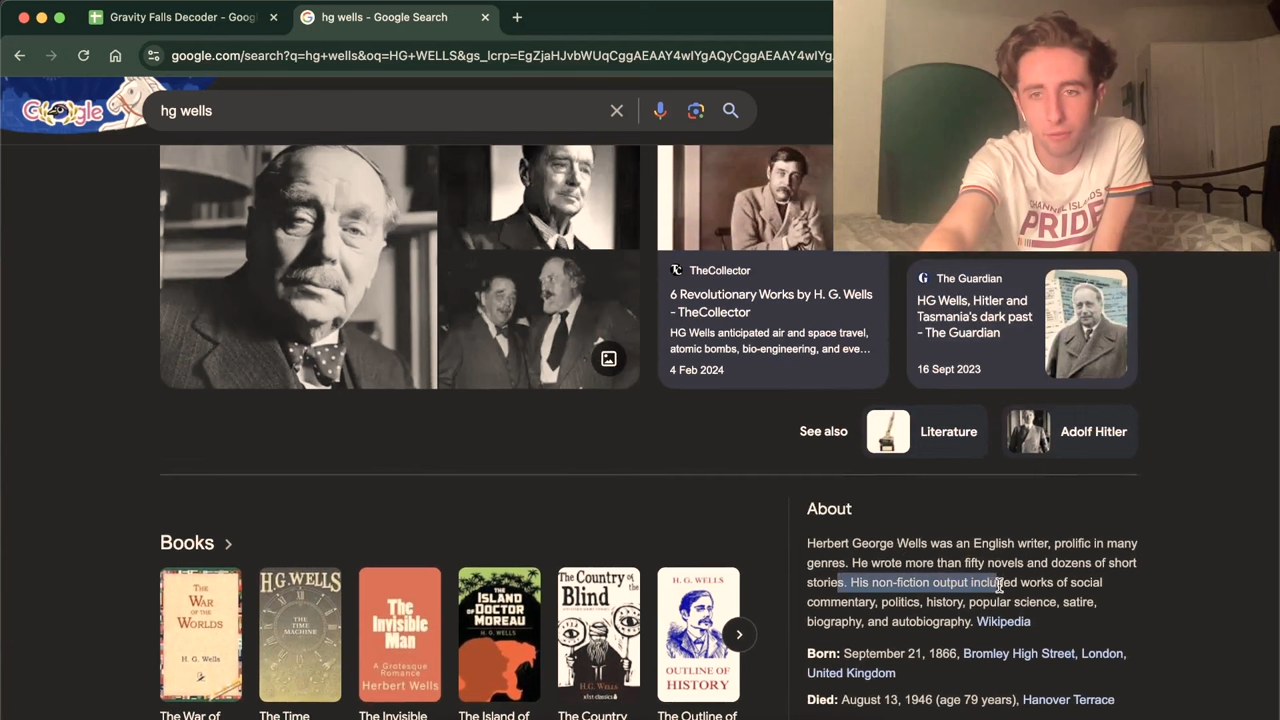 Gravity Falls Decoder - Goog
hg wells - Google Search
google.com/search?q=hg+wells&oq=HG+WELLS&gs_lcrp=EgZjaHJvbWUqCggAEAAY4wIYgAQyCggAEAAY4wIYg
Google
hg wells
CHANNEL ISLANDS
PRIDE
TheCollector
6 Revolutionary Works by H. G. Wells
- TheCollector
HG Wells anticipated air and space travel,
atomic bombs, bio-engineering, and eve...
4 Feb 2024
The Guardian
HG Wells, Hitler and
Tasmania's dark past
- The Guardian
16 Sept 2023
See also
Literature
Adolf Hitler
About
Herbert George Wells was an English writer, prolific in many
genres. He wrote more than fifty novels and dozens of short
stories. His non-fiction output included works of social
commentary, politics, history, popular science, satire,
biography, and autobiography. Wikipedia
Born: September 21, 1866, Bromley High Street, London,
United Kingdom
Died: August 13, 1946 (age 79 years), Hanover Terrace
Books
THE
WAR
OF THE
WORLDS
H. G. Wells
H.G.WELLS
THE
TIME
MACHINE
The
Invisible
Man
A Grotesque
Romance
Herbert Wells
THE
ISLAND OF
DOCTOR
MOREAU
H. G. WELLS
The Country
of the
Blind
H. G. WELLS
OUTLINE OF
HISTORY
The War of
The Time
The Invisible
The Island of
The Country
The Outline of